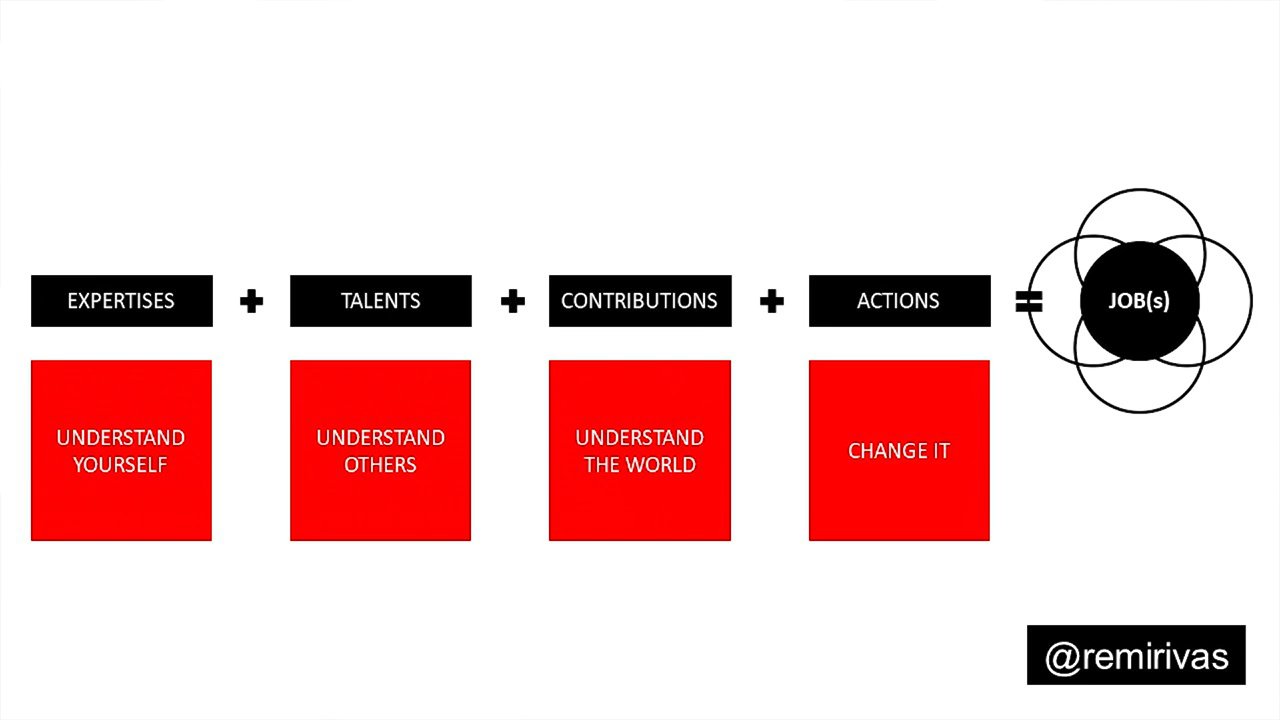 EXPERTISES + TALENTS + CONTRIBUTIONS + ACTIONS = JOB(s)
UNDERSTAND
YOURSELF
UNDERSTAND
OTHERS
UNDERSTAND
THE WORLD
CHANGE IT
@remirivas